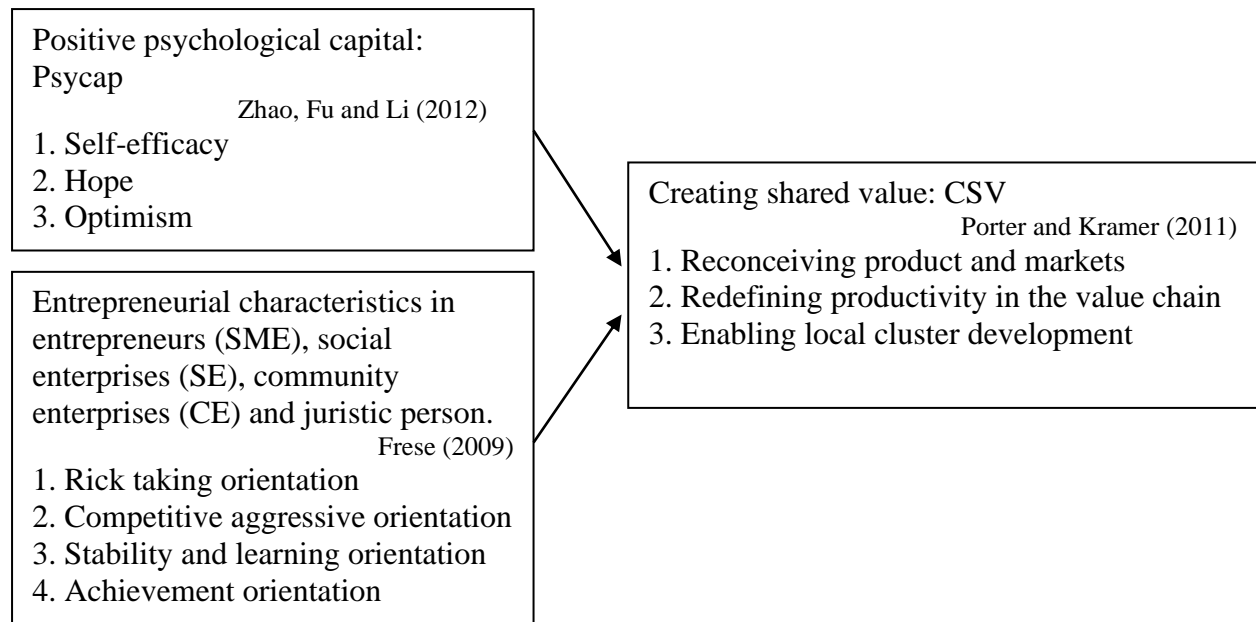 Positive psychological capital:
Psycap
Zhao, Fu and Li (2012)
1. Self-efficacy
2. Hope
3. Optimism
Entrepreneurial characteristics in
entrepreneurs (SME), social
enterprises (SE), community
enterprises (CE) and juristic person.
Frese (2009)
1. Rick taking orientation
2. Competitive aggressive orientation
3. Stability and learning orientation
4. Achievement orientation
Creating shared value: CSV
Porter and Kramer (2011)
1. Reconceiving product and markets
2. Redefining productivity in the value chain
3. Enabling local cluster development